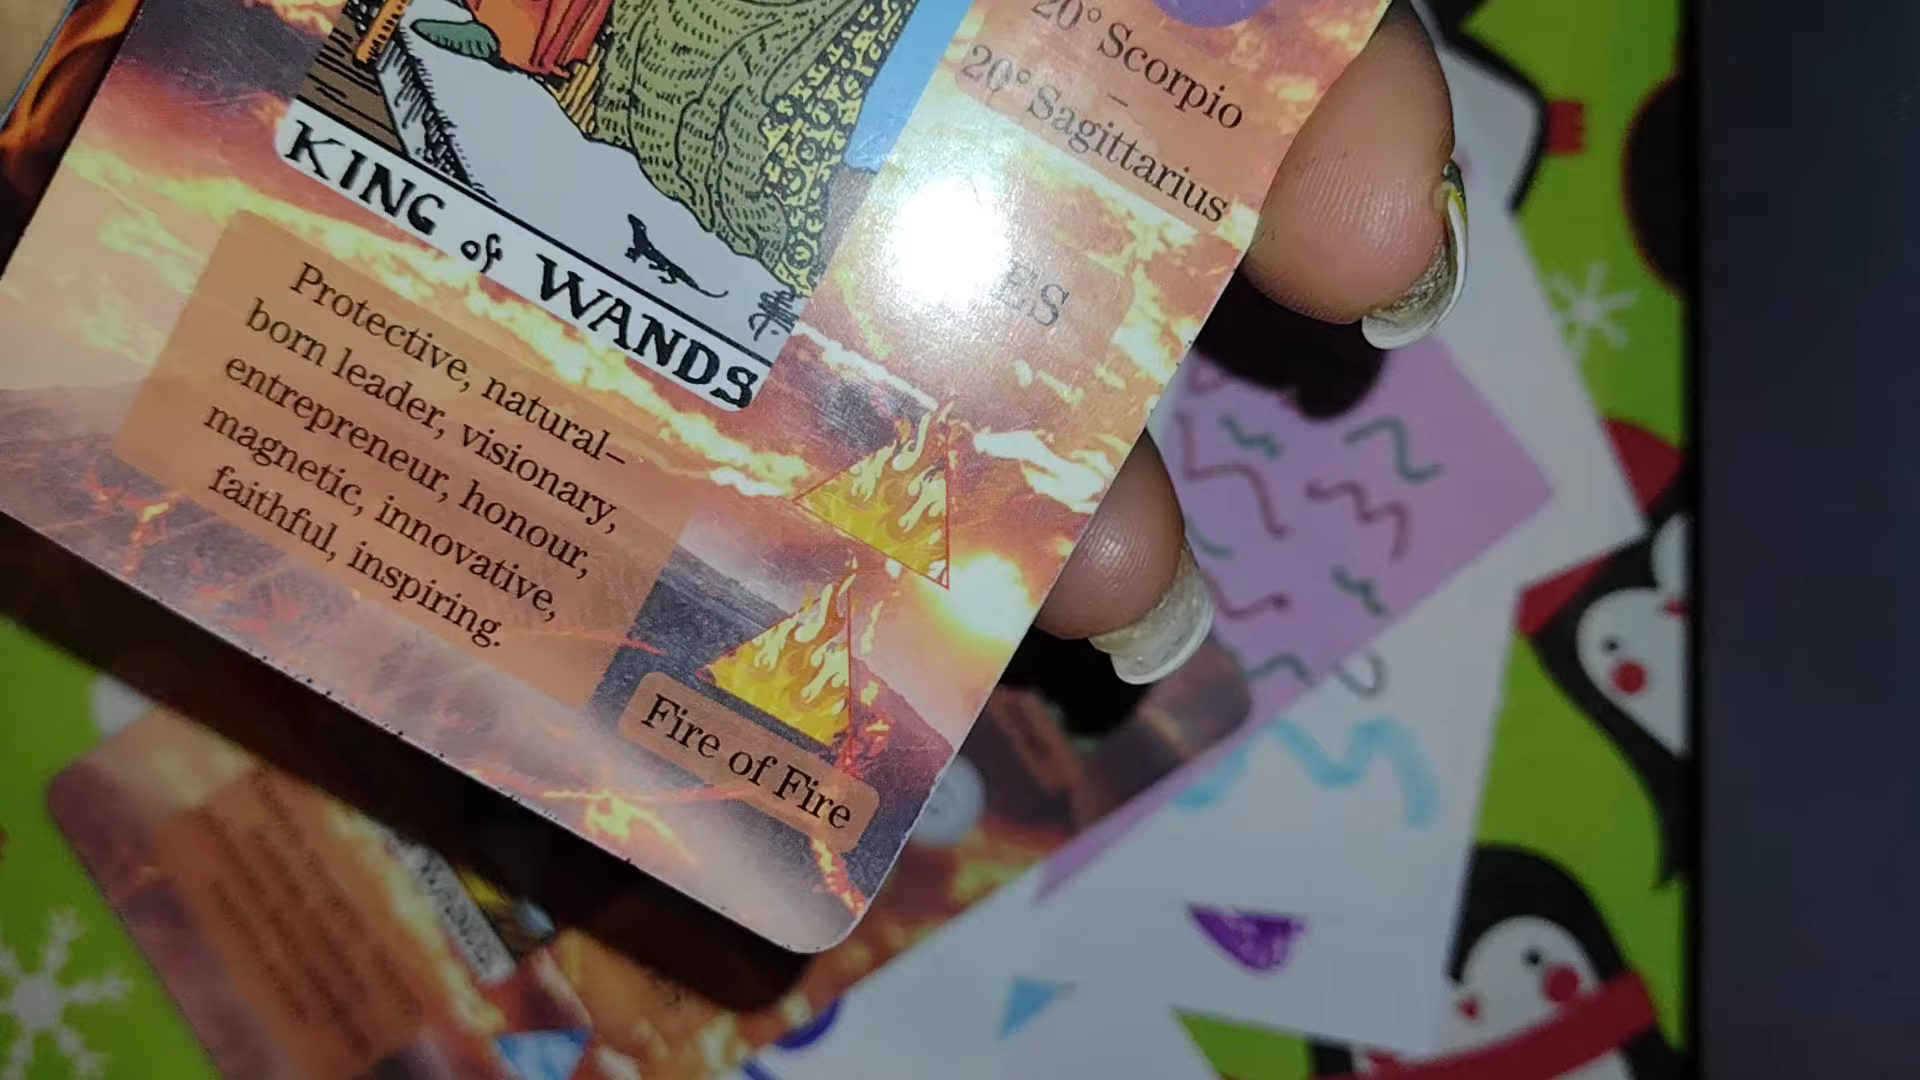 20° Scorpio
–
20° Sagittarius
ES
KING of WANDS
Protective, natural–
born leader, visionary,
entrepreneur, honour,
magnetic, innovative,
faithful, inspiring.
Fire of Fire